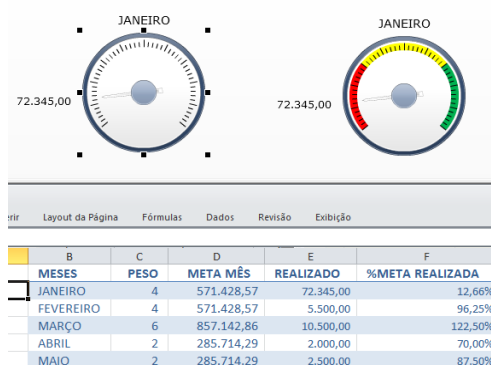 JANEIRO
JANEIRO
72.345,00
72.345,00
erir Layout da Página Fórmulas Dados Revisão Exibição
B C D E F
MESES PESO META MÊS REALIZADO %META REALIZADA
JANEIRO 4 571.428,57 72.345,00 12,66%
FEVEREIRO 4 571.428,57 5.500,00 96,25%
MARÇO 6 857.142,86 10.500,00 122,50%
ABRIL 2 285.714,29 2.000,00 70,00%
MAIO 2 285.714,29 2.500,00 87,50%